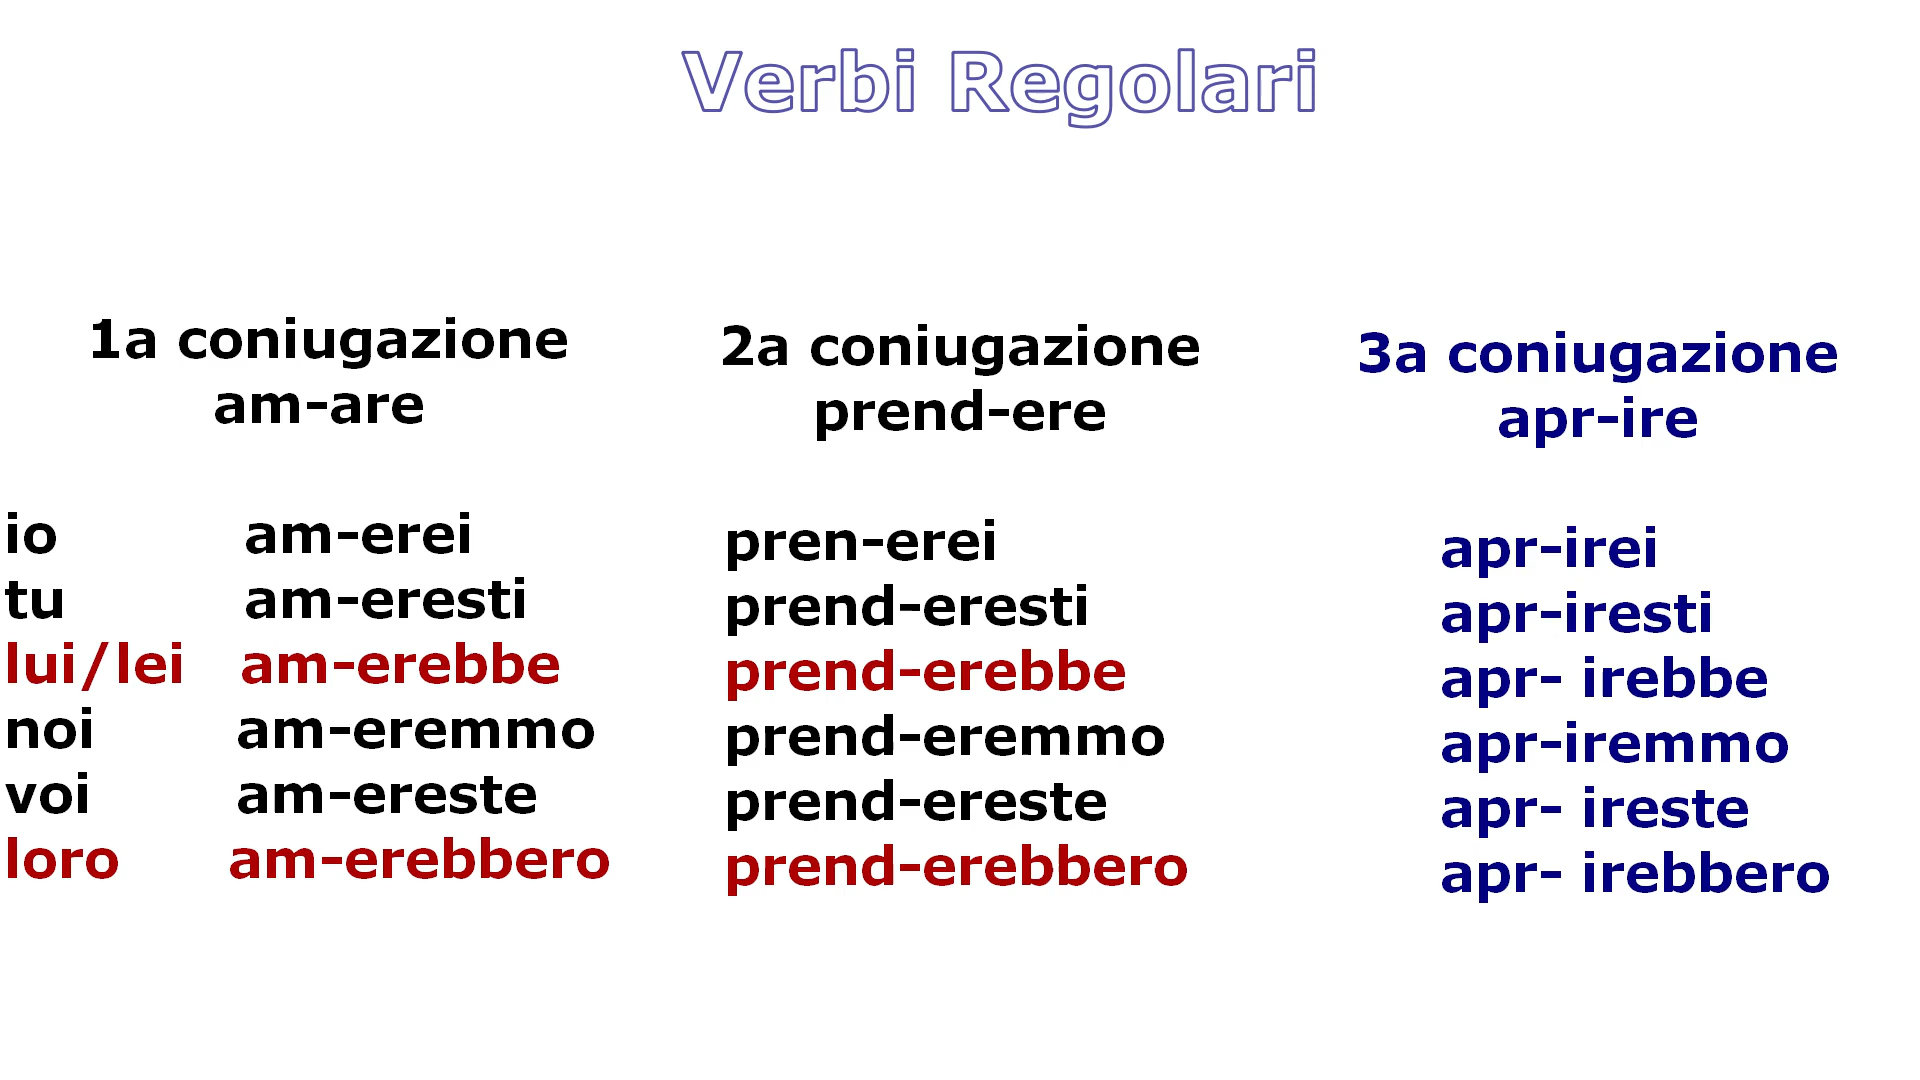 Verbi Regolari
1a coniugazione
am-are
io am-erei
tu am-eresti
lui/lei am-erebbe
noi am-eremmo
voi am-ereste
loro am-erebbero
2a coniugazione
prend-ere
pren-erei
prend-eresti
prend-erebbe
prend-eremmo
prend-ereste
prend-erebbero
3a coniugazione
apr-ire
apr-irei
apr-iresti
apr- irebbe
apr-iremmo
apr- ireste
apr- irebbero